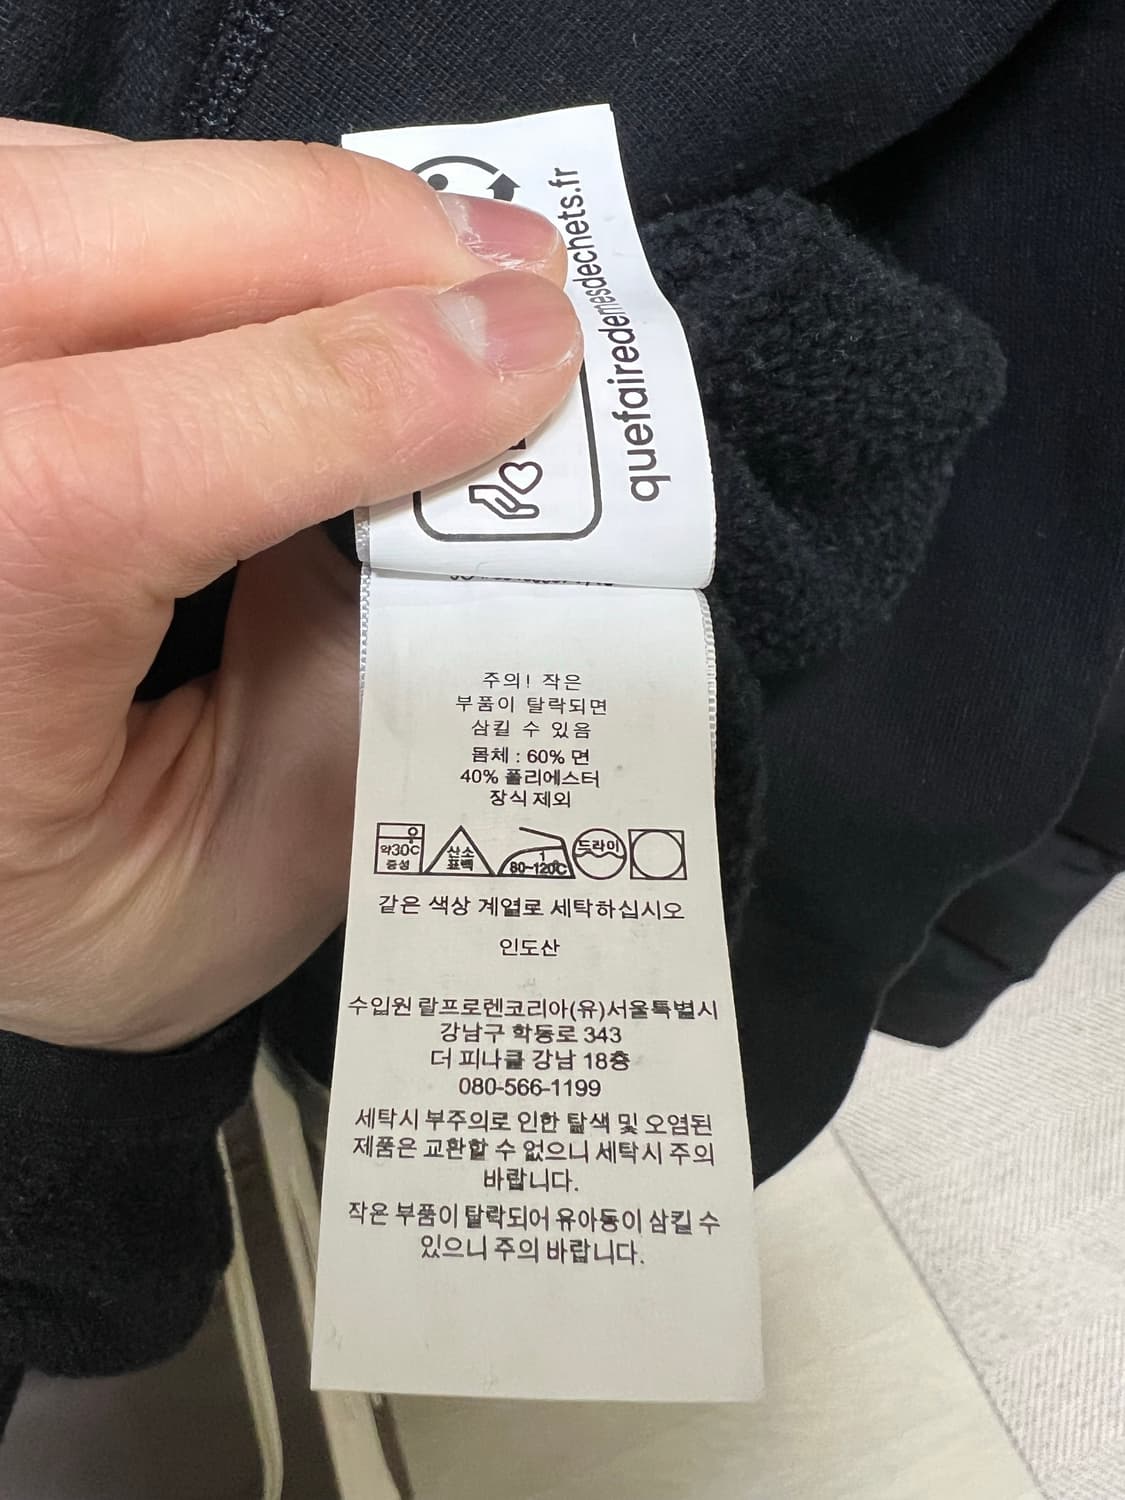 quefairedemesdechets.fr
주의! 작은
부품이 탈락되면
삼킬 수 있음
몸체 : 60% 면
40% 폴리에스터
장식 제외
약30C
중성
산소
표백
1
80~120C
드라이
같은 색상 계열로 세탁하십시오
인도산
수입원 랄프로렌코리아(유)서울특별시
강남구 학동로 343
더 피나클 강남 18층
080-566-1199
세탁시 부주의로 인한 탈색 및 오염된
제품은 교환할 수 없으니 세탁시 주의
바랍니다.
작은 부품이 탈락되어 유아동이 삼킬 수
있으니 주의 바랍니다.